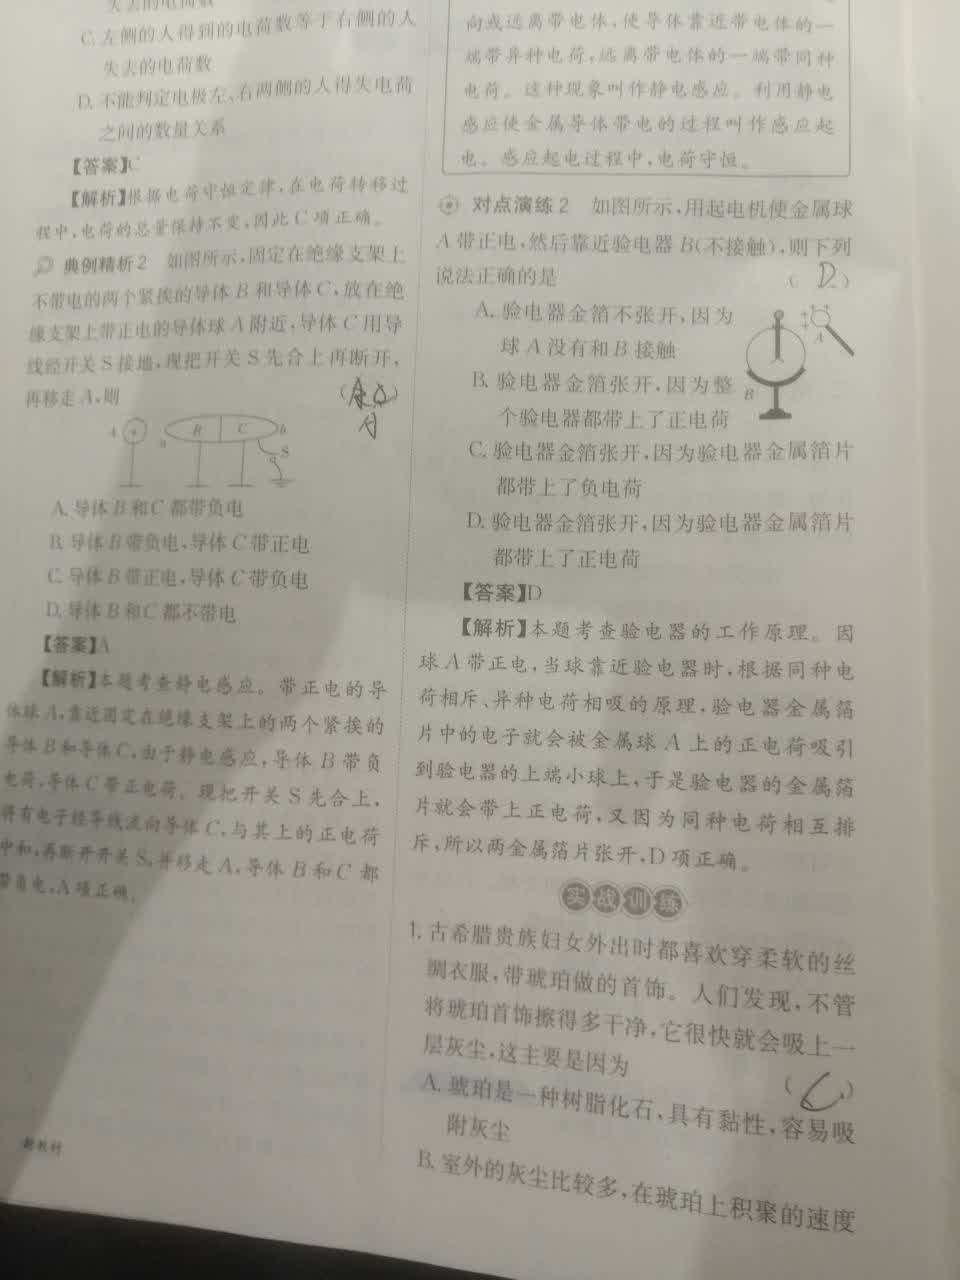 失去的电荷数
C. 左侧的人得到的电荷数等于右侧的人
失去的电荷数
D. 不能判定电极左、右两侧的人得失电荷
之间的数量关系
【答案】C
【解析】根据电荷守恒定律,在电荷转移过
程中,电荷的总量保持不变,因此C项正确。
典例精析2 如图所示,固定在绝缘支架上
不带电的两个紧挨的导体B和导体C,放在绝
缘支架上带正电的导体球A附近,导体C用导
线经开关S接地,现把开关S先合上再断开,
再移走A,则 ( )
A
A + a B C b
S
A. 导体B和C都带负电
B. 导体B带负电,导体C带正电
C. 导体B带正电,导体C带负电
D. 导体B和C都不带电
【答案】A
【解析】本题考查静电感应。带正电的导
体球A,靠近固定在绝缘支架上的两个紧挨的
导体B和导体C,由于静电感应,导体B带负
电荷,导体C带正电荷。现把开关S先合上,
将有电子经导线流向导体C,与其上的正电荷
中和,再断开开关S,并移走A,导体B和C都
带负电,A项正确。
新教材
向或远离带电体,使导体靠近带电体的一
端带异种电荷,远离带电体的一端带同种
电荷。这种现象叫作静电感应。利用静电
感应使金属导体带电的过程叫作感应起
电。感应起电过程中,电荷守恒。
对点演练2 如图所示,用起电机使金属球
A带正电,然后靠近验电器B(不接触),则下列
说法正确的是 ( D )
A. 验电器金箔不张开,因为
球A没有和B接触
B. 验电器金箔张开,因为整
个验电器都带上了正电荷
+ + A
B
C. 验电器金箔张开,因为验电器金属箔片
都带上了负电荷
D. 验电器金箔张开,因为验电器金属箔片
都带上了正电荷
【答案】D
【解析】本题考查验电器的工作原理。因
球A带正电,当球靠近验电器时,根据同种电
荷相斥、异种电荷相吸的原理,验电器金属箔
片中的电子就会被金属球A上的正电荷吸引
到验电器的上端小球上,于是验电器的金属箔
片就会带上正电荷,又因为同种电荷相互排
斥,所以两金属箔片张开,D项正确。
实战训练
1. 古希腊贵族妇女外出时都喜欢穿柔软的丝
绸衣服,带琥珀做的首饰。人们发现,不管
将琥珀首饰擦得多干净,它很快就会吸上一
层灰尘,这主要是因为 ( C )
A. 琥珀是一种树脂化石,具有黏性,容易吸
附灰尘
B. 室外的灰尘比较多,在琥珀上积聚的速度